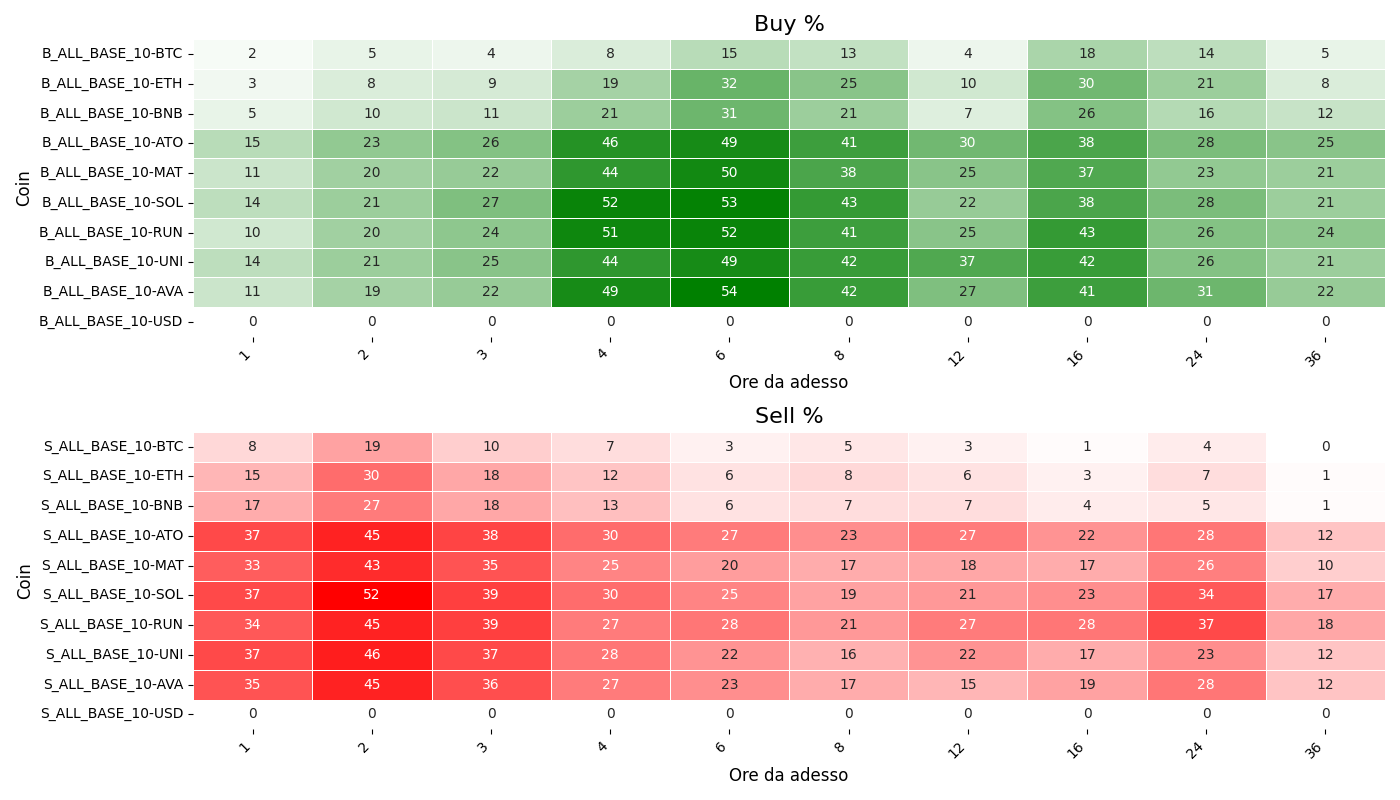 Buy %
Coin
B_ALL_BASE_10-BTC 2 5 4 8 15 13 4 18 14 5
B_ALL_BASE_10-ETH 3 8 9 19 32 25 10 30 21 8
B_ALL_BASE_10-BNB 5 10 11 21 31 21 7 26 16 12
B_ALL_BASE_10-ATO 15 23 26 46 49 41 30 38 28 25
B_ALL_BASE_10-MAT 11 20 22 44 50 38 25 37 23 21
B_ALL_BASE_10-SOL 14 21 27 52 53 43 22 38 28 21
B_ALL_BASE_10-RUN 10 20 24 51 52 41 25 43 26 24
B_ALL_BASE_10-UNI 14 21 25 44 49 42 37 42 26 21
B_ALL_BASE_10-AVA 11 19 22 49 54 42 27 41 31 22
B_ALL_BASE_10-USD 0 0 0 0 0 0 0 0 0 0
1 2 3 4 6 8 12 16 24 36
Ore da adesso
Sell %
Coin
S_ALL_BASE_10-BTC 8 19 10 7 3 5 3 1 4 0
S_ALL_BASE_10-ETH 15 30 18 12 6 8 6 3 7 1
S_ALL_BASE_10-BNB 17 27 18 13 6 7 7 4 5 1
S_ALL_BASE_10-ATO 37 45 38 30 27 23 27 22 28 12
S_ALL_BASE_10-MAT 33 43 35 25 20 17 18 17 26 10
S_ALL_BASE_10-SOL 37 52 39 30 25 19 21 23 34 17
S_ALL_BASE_10-RUN 34 45 39 27 28 21 27 28 37 18
S_ALL_BASE_10-UNI 37 46 37 28 22 16 22 17 23 12
S_ALL_BASE_10-AVA 35 45 36 27 23 17 15 19 28 12
S_ALL_BASE_10-USD 0 0 0 0 0 0 0 0 0 0
1 2 3 4 6 8 12 16 24 36
Ore da adesso